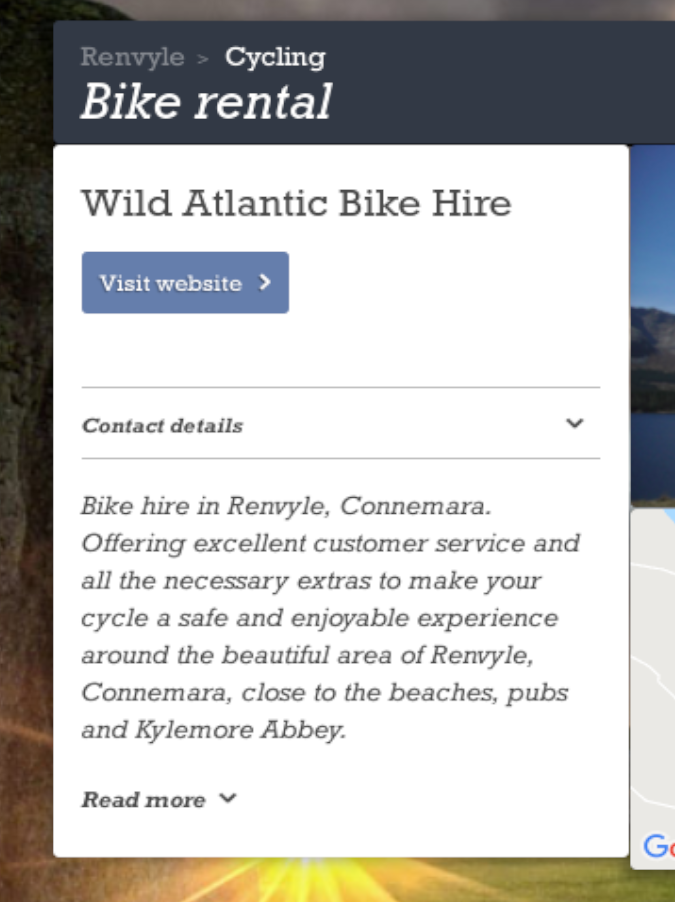 Renvyle > Cycling
Bike rental
Wild Atlantic Bike Hire
Visit website
Contact details
Bike hire in Renvyle, Connemara.
Offering excellent customer service and
all the necessary extras to make your
cycle a safe and enjoyable experience
around the beautiful area of Renvyle,
Connemara, close to the beaches, pubs
and Kylemore Abbey.
Read more